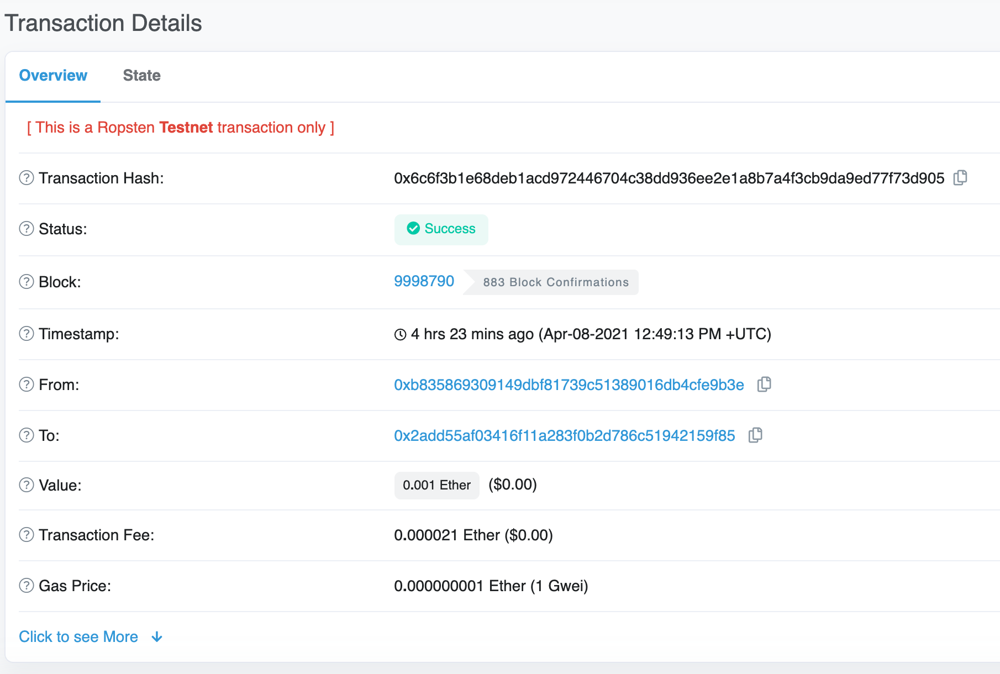 Transaction Details
Overview State
[ This is a Ropsten Testnet transaction only ]
Transaction Hash: 0x6c6f3b1e68deb1acd972446704c38dd936ee2e1a8b7a4f3cb9da9ed77f73d905
Status: Success
Block: 9998790 883 Block Confirmations
Timestamp: 4 hrs 23 mins ago (Apr-08-2021 12:49:13 PM +UTC)
From: 0xb835869309149dbf81739c51389016db4cfe9b3e
To: 0x2add55af03416f11a283f0b2d786c51942159f85
Value: 0.001 Ether ($0.00)
Transaction Fee: 0.000021 Ether ($0.00)
Gas Price: 0.000000001 Ether (1 Gwei)
Click to see More